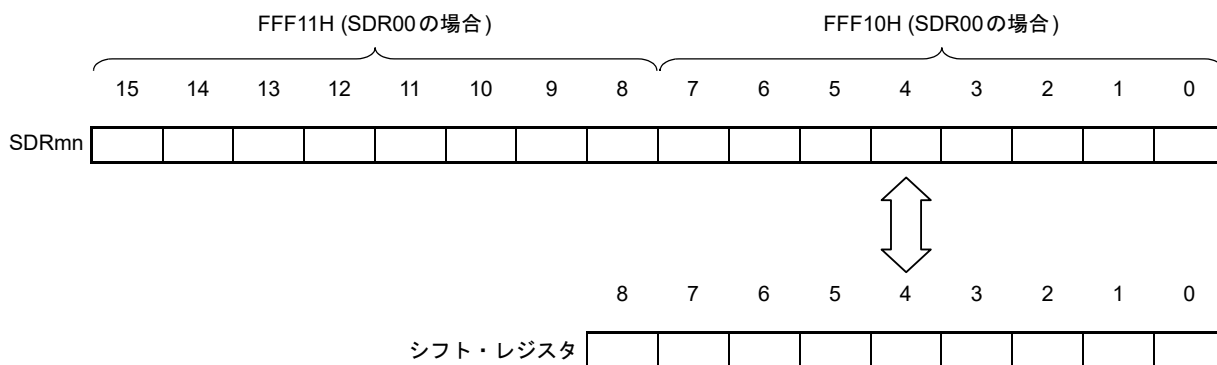 FFF11H (SDR00の場合) FFF10H (SDR00の場合)
15 14 13 12 11 10 9 8 7 6 5 4 3 2 1 0
SDRmn
8 7 6 5 4 3 2 1 0
シフト・レジスタ